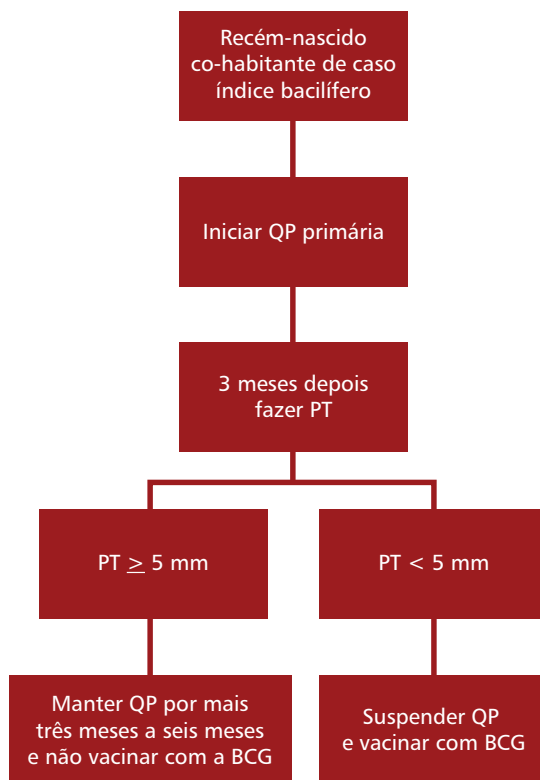 Recém-nascido
co-habitante de caso
índice bacilífero
Iniciar QP primária
3 meses depois
fazer PT
PT ≥ 5 mm
PT < 5 mm
Manter QP por mais
três meses a seis meses
e não vacinar com a BCG
Suspender QP
e vacinar com BCG